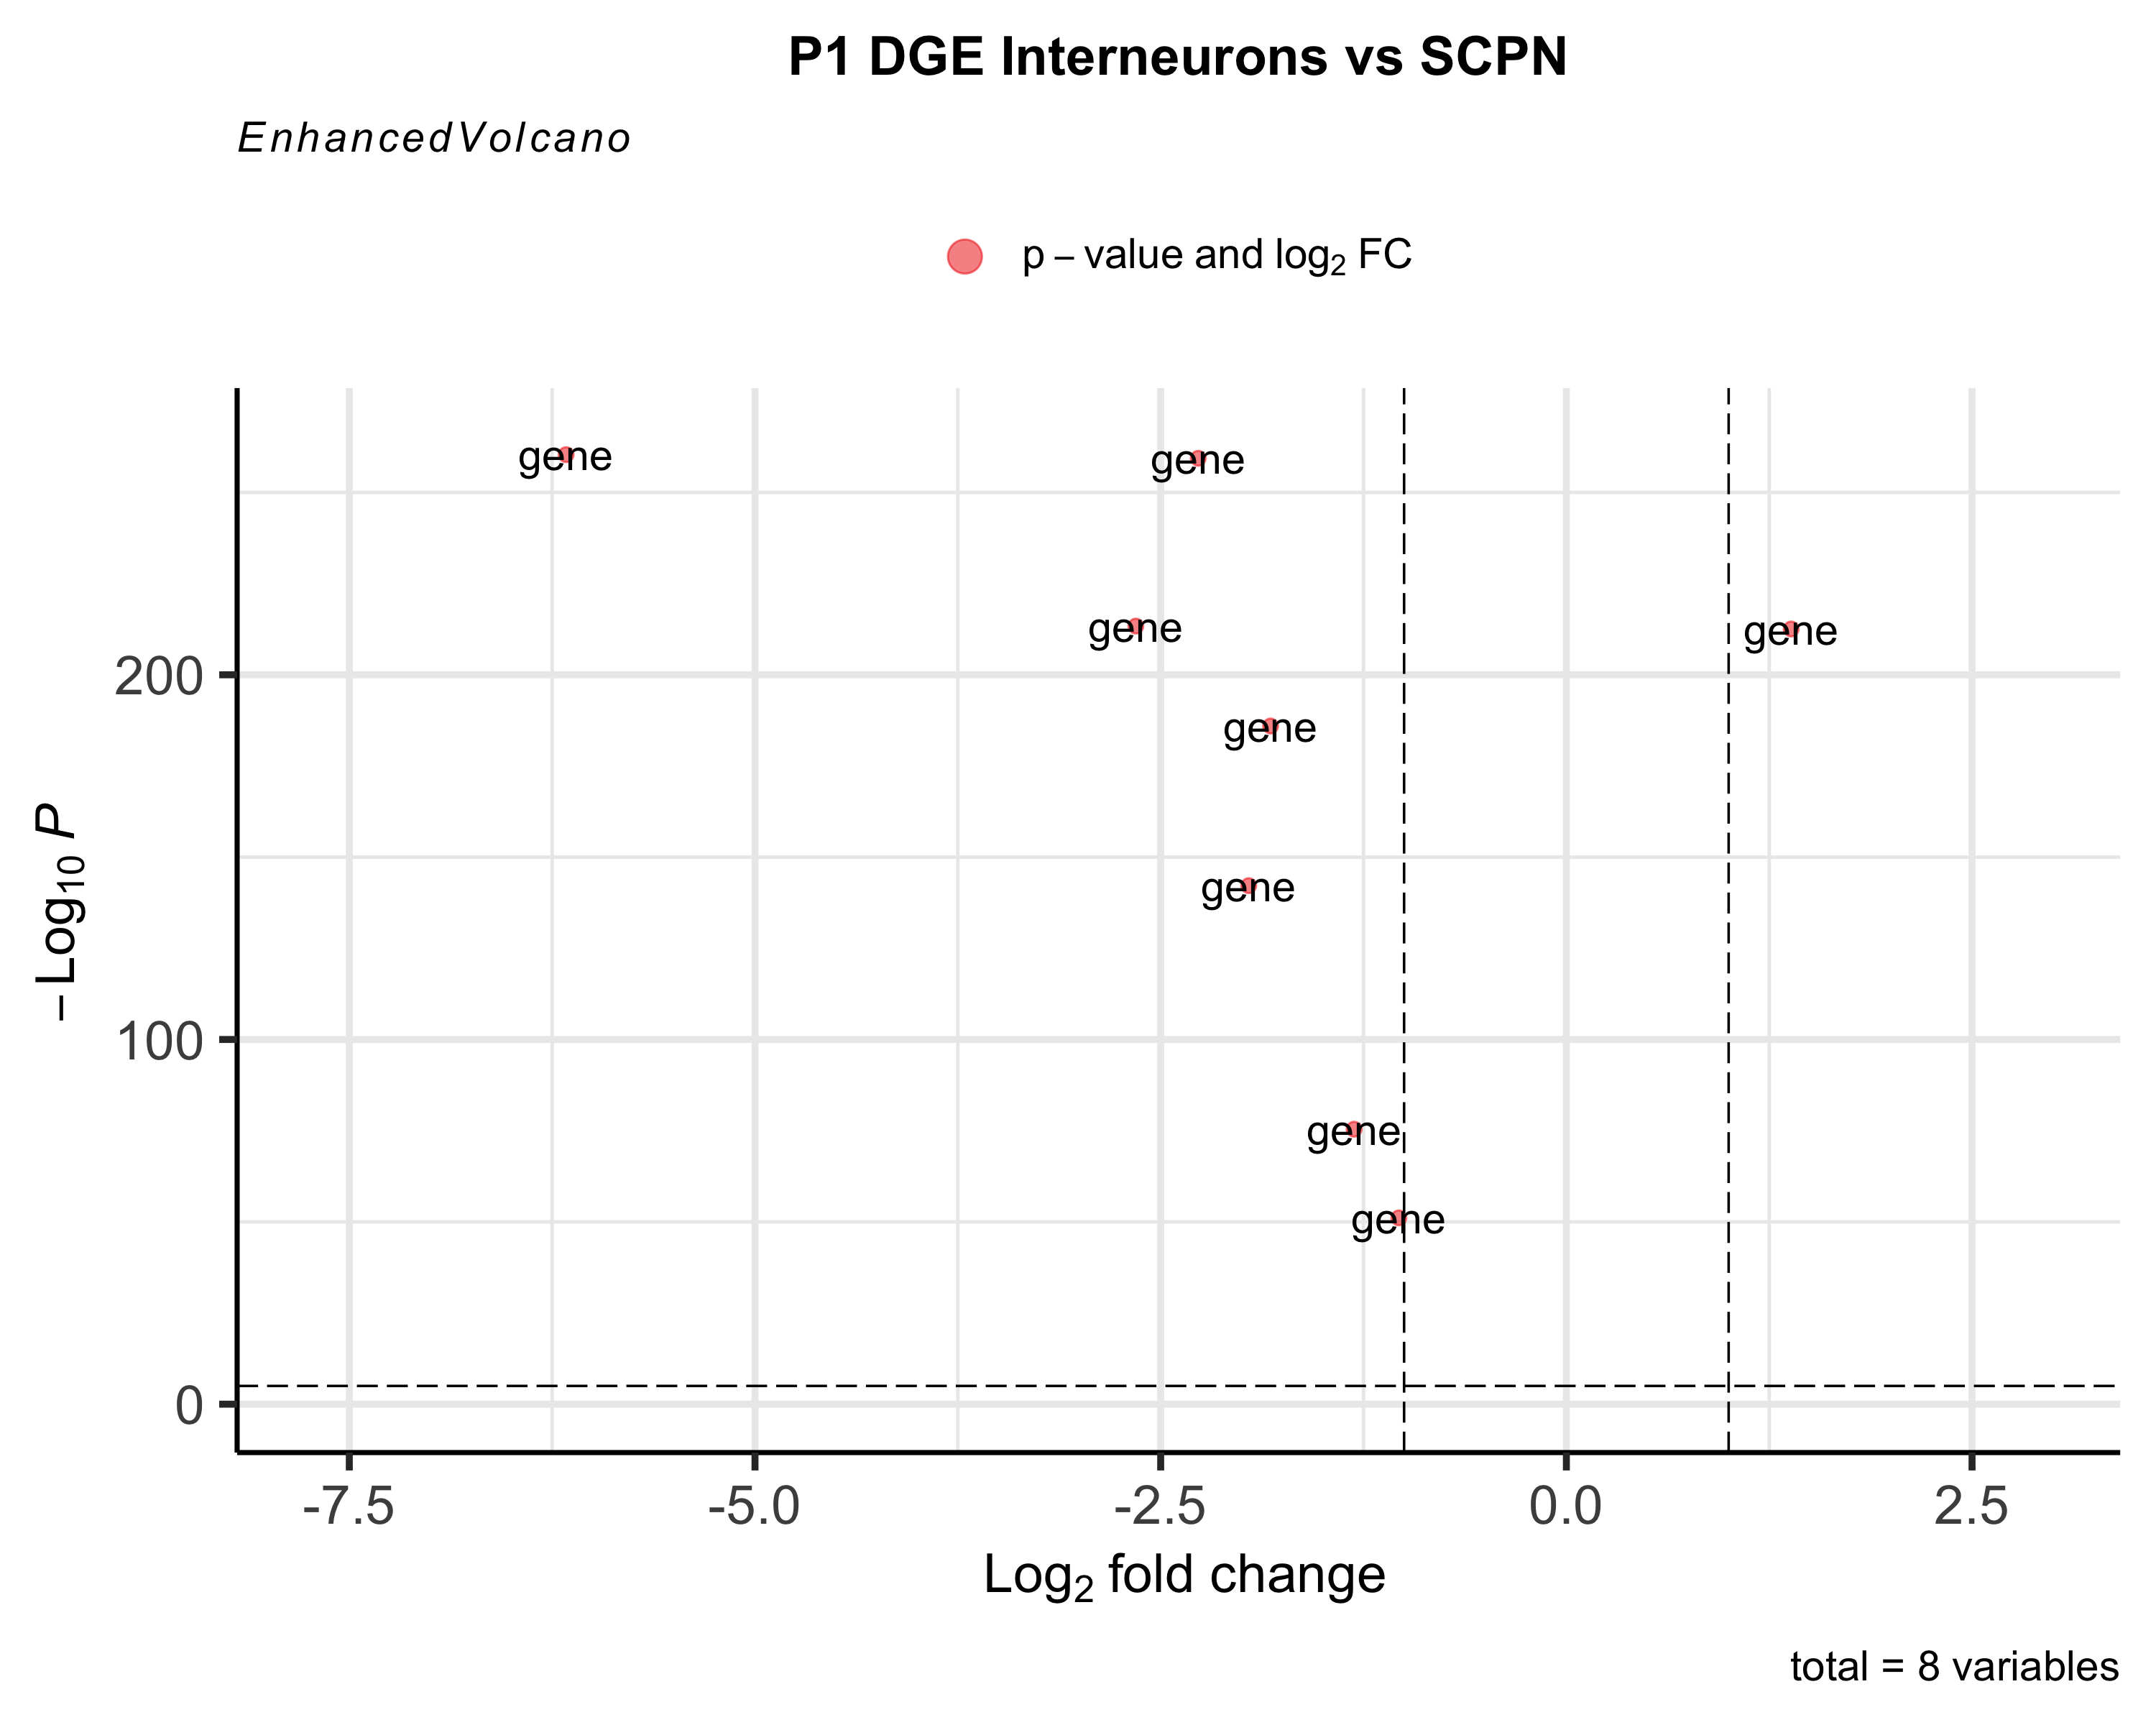 P1 DGE Interneurons vs SCPN
EnhancedVolcano
p – value and log₂ FC
gene
gene
gene
gene
gene
gene
gene
gene
200
100
0
–Log₁₀ P
-7.5
-5.0
-2.5
0.0
2.5
Log₂ fold change
total = 8 variables